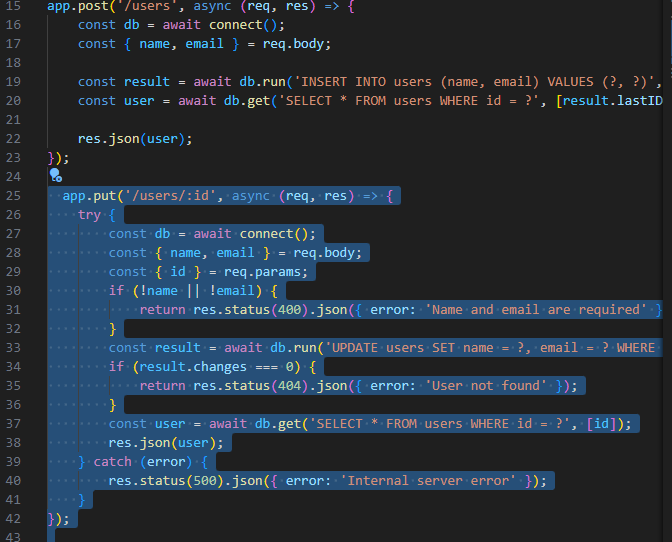 15 app.post('/users', async (req, res) => {
16 const db = await connect();
17 const { name, email } = req.body;
18
19 const result = await db.run('INSERT INTO users (name, email) VALUES (?, ?)',
20 const user = await db.get('SELECT * FROM users WHERE id = ?', [result.lastID
21
22 res.json(user);
23 });
24
25 app.put('/users/:id', async (req, res) => {
26 try {
27 const db = await connect();
28 const { name, email } = req.body;
29 const { id } = req.params;
30 if (!name || !email) {
31 return res.status(400).json({ error: 'Name and email are required' }
32 }
33 const result = await db.run('UPDATE users SET name = ?, email = ? WHERE
34 if (result.changes === 0) {
35 return res.status(404).json({ error: 'User not found' });
36 }
37 const user = await db.get('SELECT * FROM users WHERE id = ?', [id]);
38 res.json(user);
39 } catch (error) {
40 res.status(500).json({ error: 'Internal server error' });
41 }
42 });
43